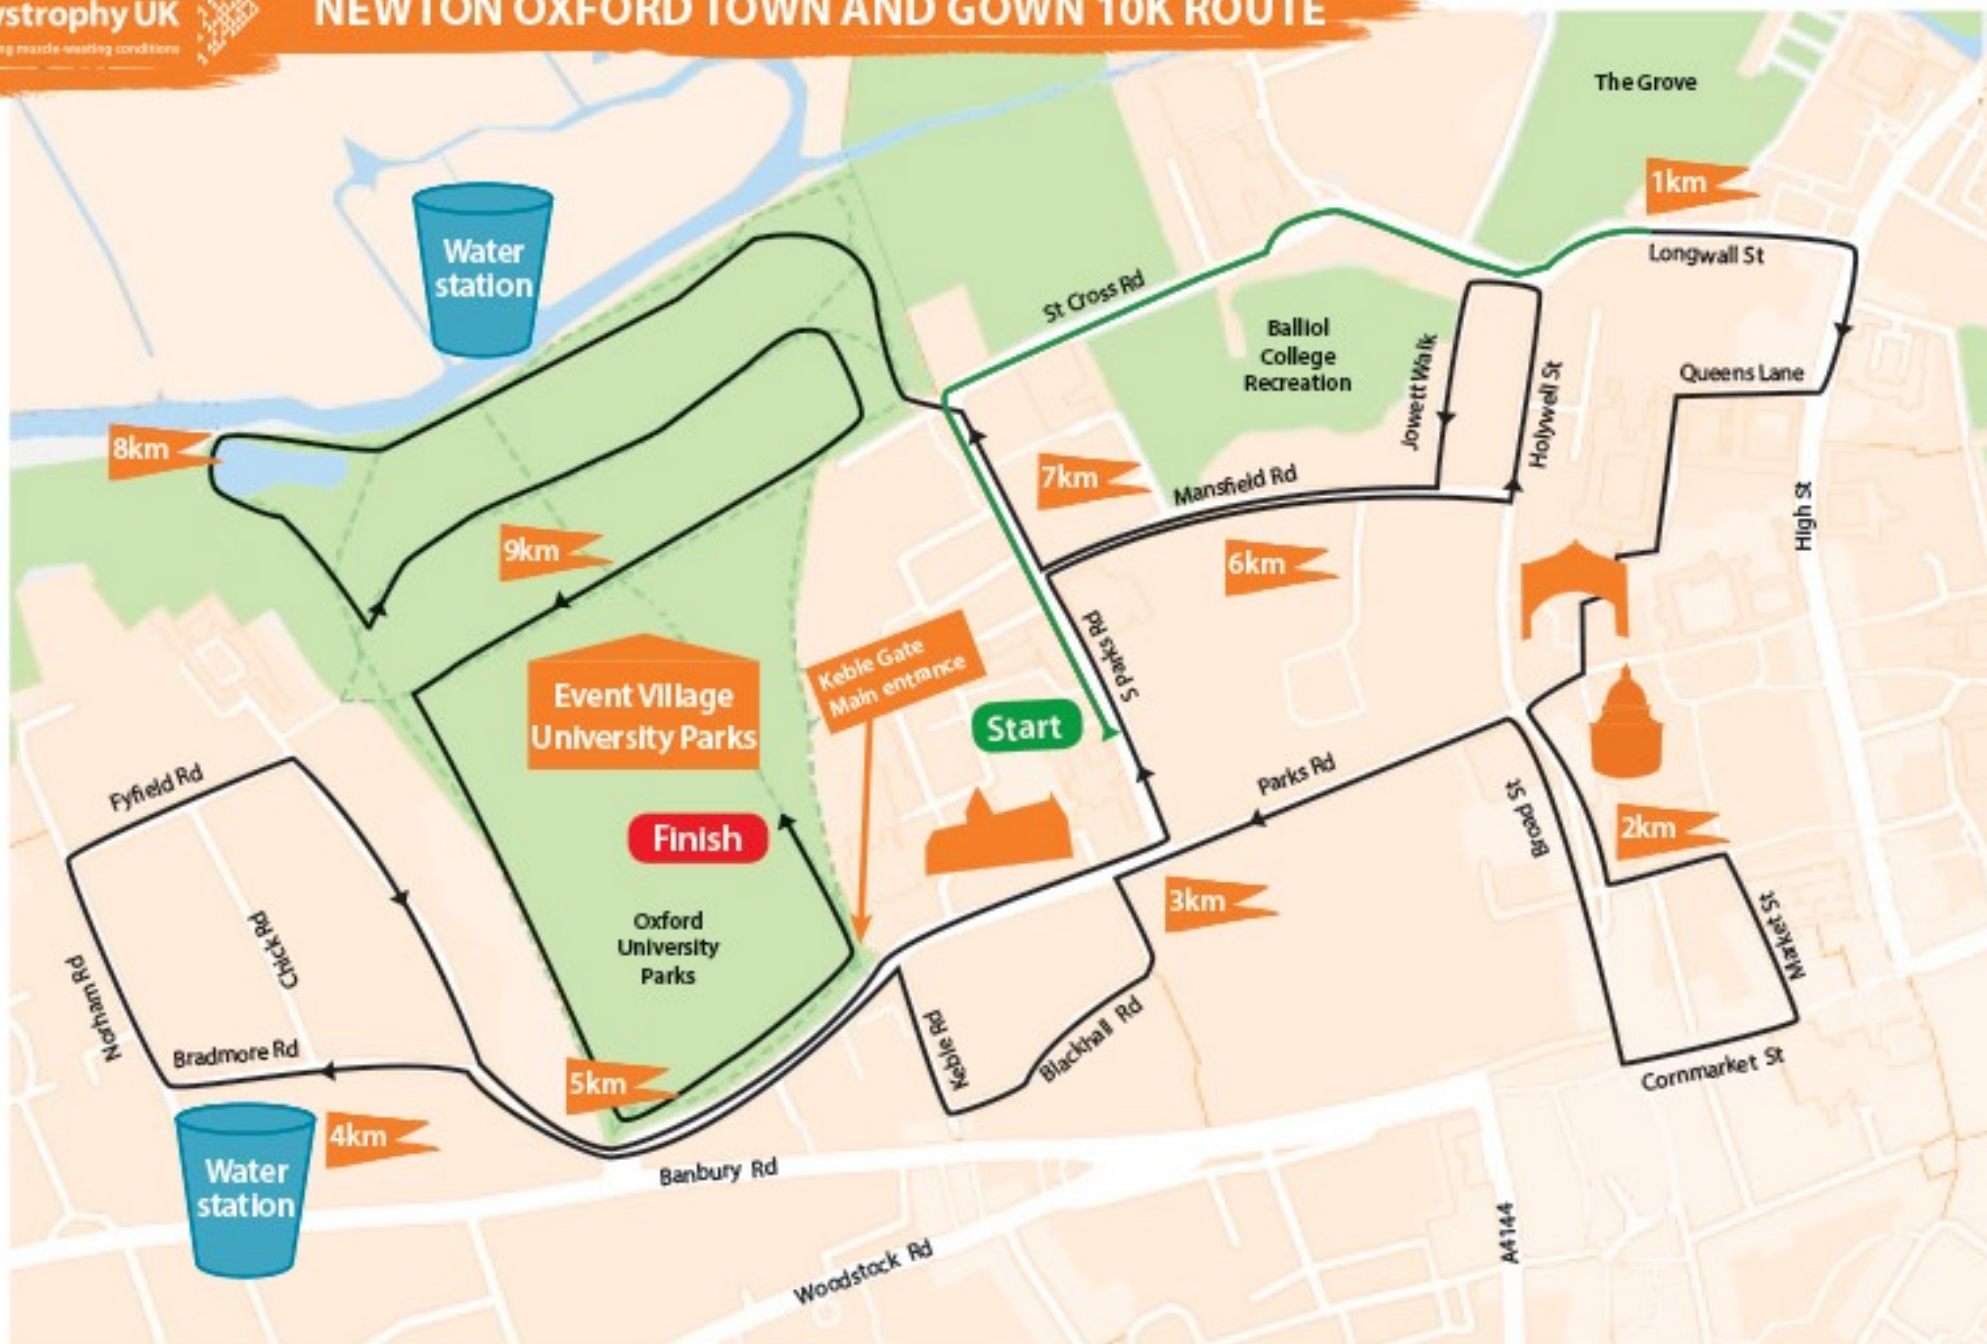 ystrophy UK
ng muscle-wasting conditions
NEWTON OXFORD TOWN AND GOWN 10K ROUTE
The Grove
1km
Longwall St
Water
station
St Cross Rd
Balliol
College
Recreation
Jowett Walk
Holywell St
Queens Lane
8km
7km
Mansfield Rd
High St
9km
6km
S Parks Rd
Keble Gate
Main entrance
Event Village
University Parks
Start
Fyfield Rd
Parks Rd
Broad St
2km
Finish
3km
Market St
Oxford
University
Parks
Chick Rd
Norham Rd
Bradmore Rd
Keble Rd
Blackhall Rd
5km
Cornmarket St
4km
Water
station
Banbury Rd
Woodstock Rd
A4144